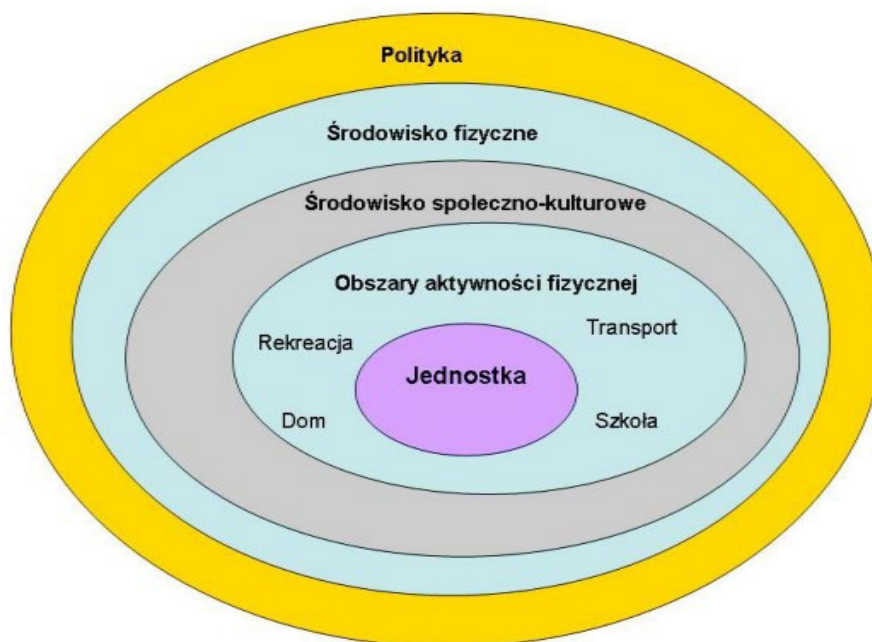 Polityka
Środowisko fizyczne
Środowisko społeczno-kulturowe
Obszary aktywności fizycznej
Rekreacja
Transport
Jednostka
Dom
Szkoła